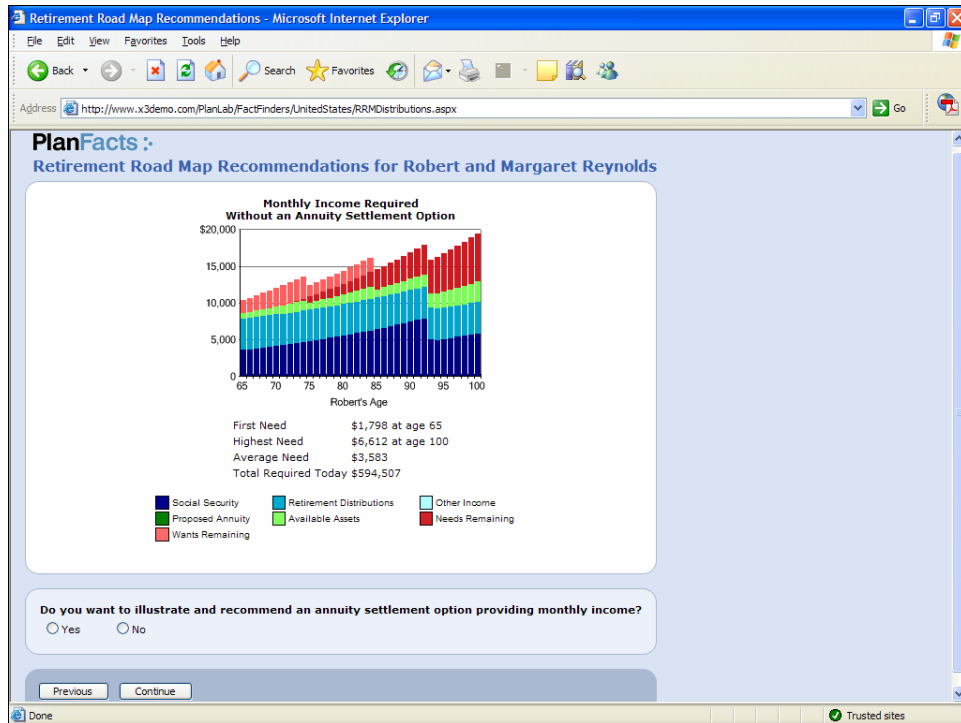 Retirement Road Map Recommendations - Microsoft Internet Explorer
File Edit View Favorites Tools Help
Back Search Favorites
Address http://www.x3demo.com/PlanLab/FactFinders/UnitedStates/RRMDistributions.aspx Go
PlanFacts
Retirement Road Map Recommendations for Robert and Margaret Reynolds
Monthly Income Required
Without an Annuity Settlement Option
$20,000
15,000
10,000
5,000
0
65 70 75 80 85 90 95 100
Robert's Age
First Need $1,798 at age 65
Highest Need $6,612 at age 100
Average Need $3,583
Total Required Today $594,507
Social Security Retirement Distributions Other Income
Proposed Annuity Available Assets Needs Remaining
Wants Remaining
Do you want to illustrate and recommend an annuity settlement option providing monthly income?
Yes No
Previous Continue
Done Trusted sites